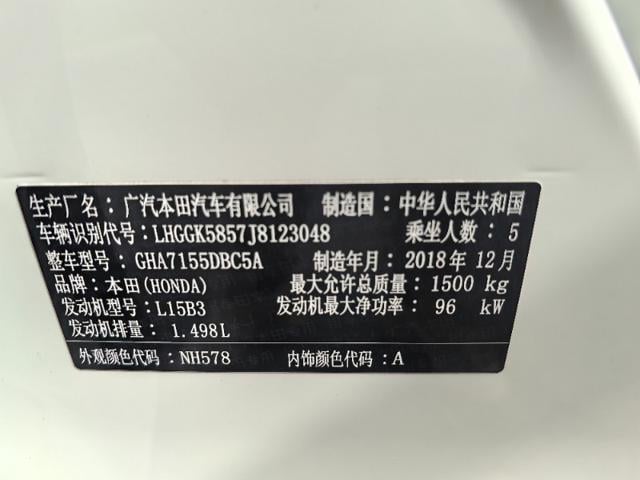 生产厂名：广汽本田汽车有限公司 制造国：中华人民共和国
车辆识别代号：LHGGK5857J8123048 乘坐人数：5
整车型号：GHA7155DBC5A 制造年月：2018年12月
品牌：本田(HONDA) 最大允许总质量：1500 kg
发动机型号：L15B3 发动机最大净功率：96 kW
发动机排量：1.498L
外观颜色代码：NH578 内饰颜色代码：A